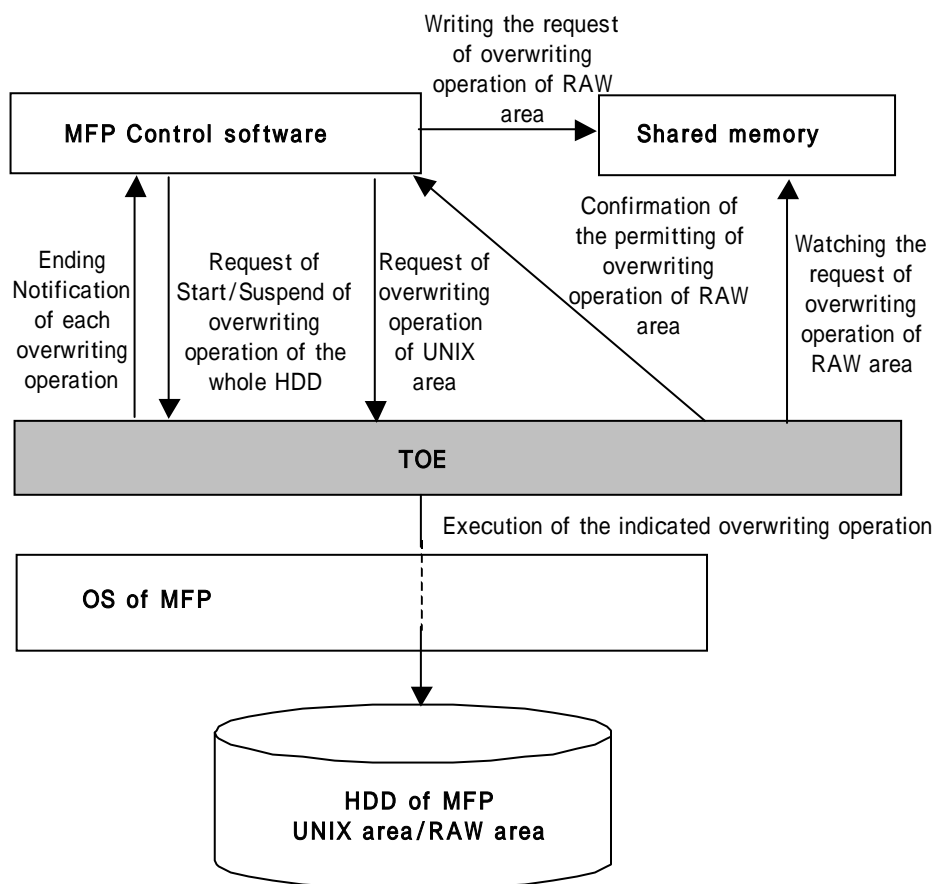 Writing the request
of overwriting
operation of RAW
area
MFP Control software
Shared memory
Ending
Notification
of each
overwriting
operation
Request of
Start/Suspend of
overwriting
operation of the
whole HDD
Request of
overwriting
operation
of UNIX
area
Confirmation of
the permitting of
overwriting
operation of RAW
area
Watching the
request of
overwriting
operation of
RAW area
TOE
Execution of the indicated overwriting operation
OS of MFP
HDD of MFP
UNIX area/RAW area